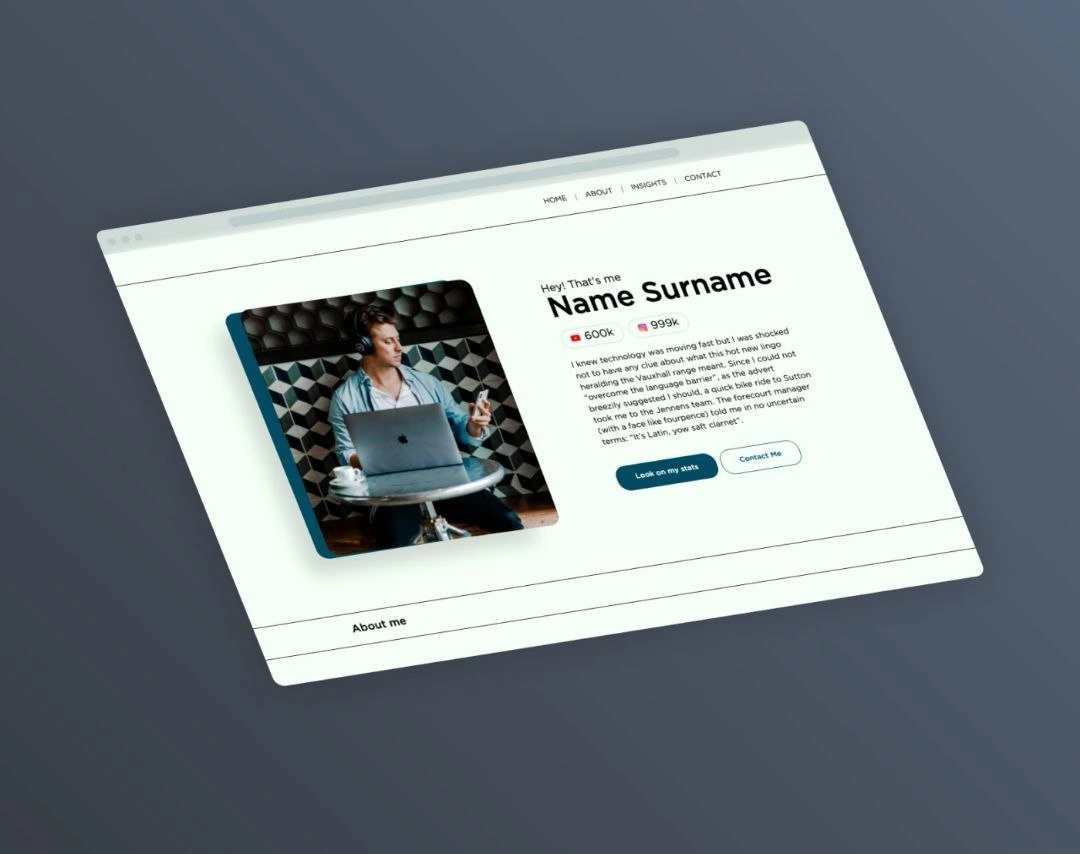 HOME | ABOUT | INSIGHTS | CONTACT
Hey! That's me
Name Surname
600k 999k
I knew technology was moving fast but I was shocked
not to have any clue about what this hot new lingo
heralding the Vauxhall range meant. Since I could not
"overcome the language barrier", as the advert
breezily suggested I should, a quick bike ride to Sutton
took me to the Jennens team. The forecourt manager
(with a face like fourpence) told me in no uncertain
terms: "It's Latin, yow saft clarnet".
Look on my stats Contact Me
About me